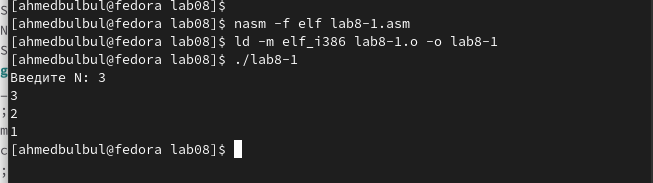 [ahmedbulbul@fedora lab08]$
[ahmedbulbul@fedora lab08]$ nasm -f elf lab8-1.asm
[ahmedbulbul@fedora lab08]$ ld -m elf_i386 lab8-1.o -o lab8-1
[ahmedbulbul@fedora lab08]$ ./lab8-1
Введите N: 3
3
2
1
[ahmedbulbul@fedora lab08]$